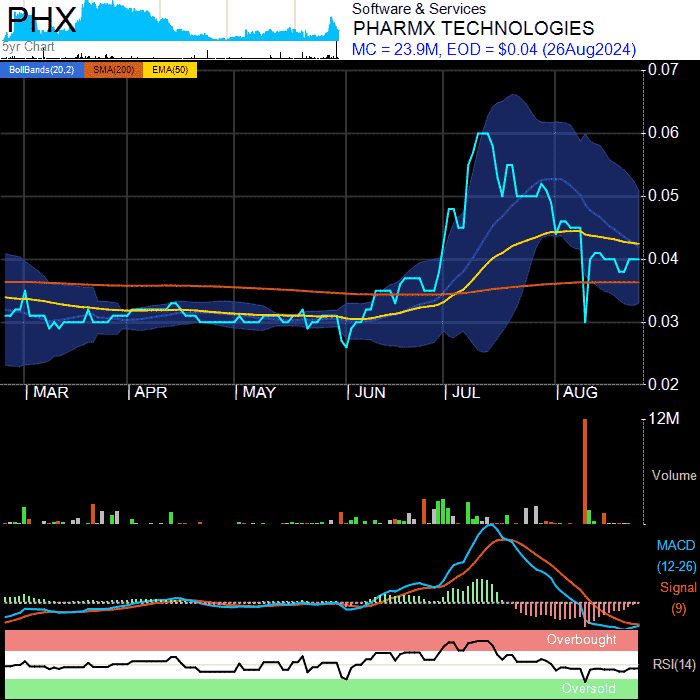 PHX
5yr Chart
Software & Services
PHARMX TECHNOLOGIES
MC = 23.9M, EOD = $0.04 (26Aug2024)
BollBands(20,2) SMA(200) EMA(50)
0.07
0.06
0.05
0.04
0.03
0.02
MAR APR MAY JUN JUL AUG
12M
Volume
MACD
(12-26)
Signal
(9)
Overbought
RSI(14)
Oversold